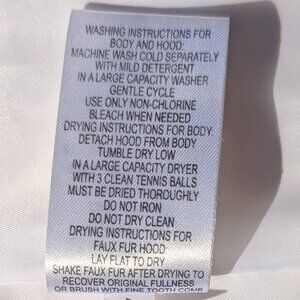 WASHING INSTRUCTIONS FOR
BODY AND HOOD:
MACHINE WASH COLD SEPARATELY
WITH MILD DETERGENT
IN A LARGE CAPACITY WASHER
GENTLE CYCLE
USE ONLY NON-CHLORINE
BLEACH WHEN NEEDED
DRYING INSTRUCTIONS FOR BODY:
DETACH HOOD FROM BODY
TUMBLE DRY LOW
IN A LARGE CAPACITY DRYER
WITH 3 CLEAN TENNIS BALLS
MUST BE DRIED THOROUGHLY
DO NOT IRON
DO NOT DRY CLEAN
DRYING INSTRUCTIONS FOR
FAUX FUR HOOD:
LAY FLAT TO DRY
SHAKE FAUX FUR AFTER DRYING TO
RECOVER ORIGINAL FULLNESS
OR BRUSH WITH FINE TOOTH COMB